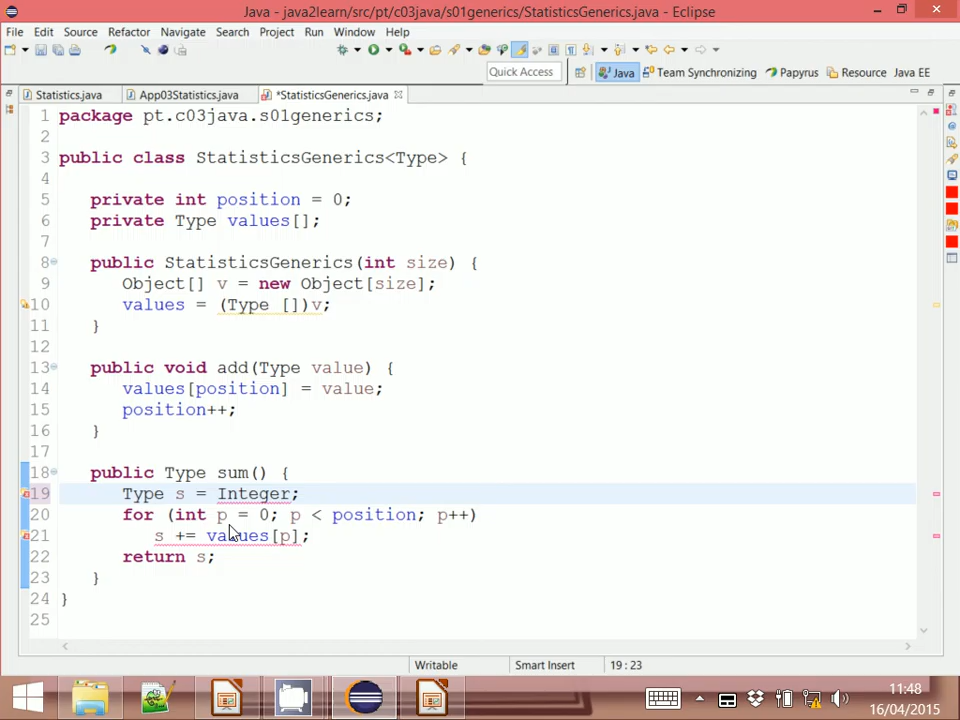 Java - java2learn/src/pt/c03java/s01generics/StatisticsGenerics.java - Eclipse
File Edit Source Refactor Navigate Search Project Run Window Help
Quick Access Java Team Synchronizing Papyrus Resource Java EE
Statistics.java App03Statistics.java *StatisticsGenerics.java
1 package pt.c03java.s01generics;
2
3 public class StatisticsGenerics<Type> {
4
5 private int position = 0;
6 private Type values[];
7
8 public StatisticsGenerics(int size) {
9 Object[] v = new Object[size];
10 values = (Type [])v;
11 }
12
13 public void add(Type value) {
14 values[position] = value;
15 position++;
16 }
17
18 public Type sum() {
19 Type s = Integer;
20 for (int p = 0; p < position; p++)
21 s += values[p];
22 return s;
23 }
24 }
25
Writable Smart Insert 19 : 23
11:48
16/04/2015